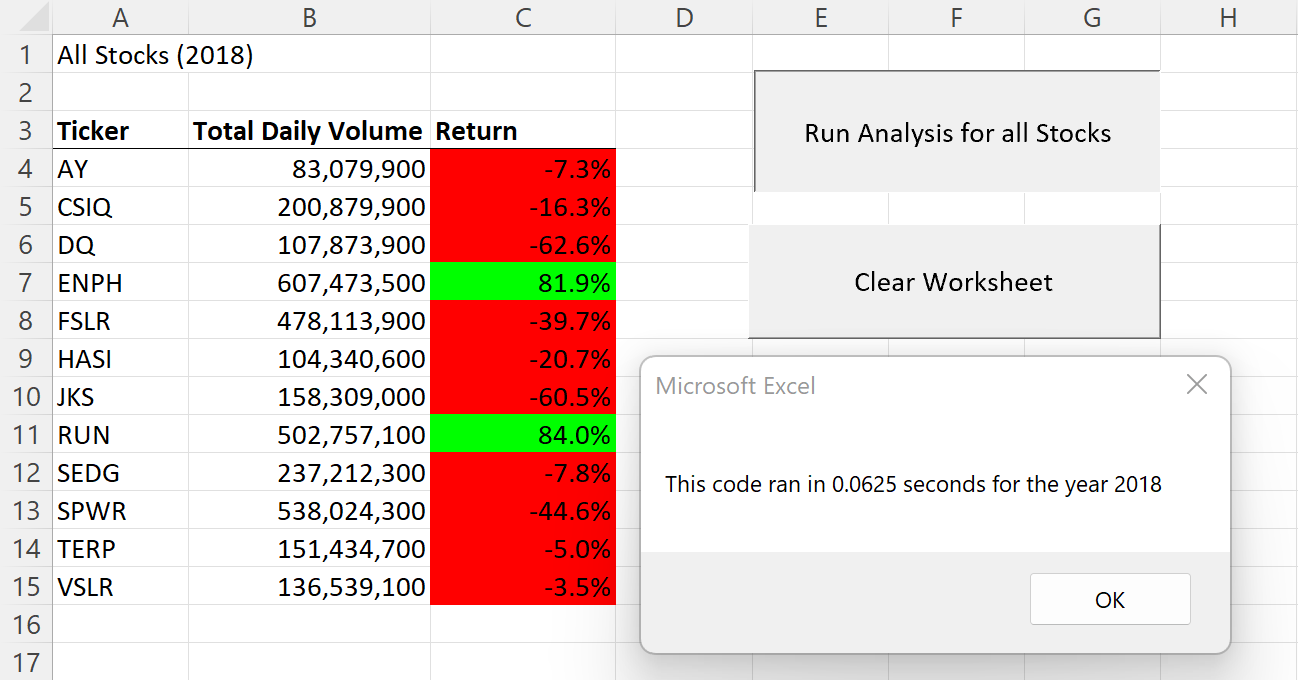 A B C D E F G H
1 All Stocks (2018)
2
3 Ticker Total Daily Volume Return
Run Analysis for all Stocks
4 AY 83,079,900 -7.3%
5 CSIQ 200,879,900 -16.3%
6 DQ 107,873,900 -62.6%
7 ENPH 607,473,500 81.9%
Clear Worksheet
8 FSLR 478,113,900 -39.7%
9 HASI 104,340,600 -20.7%
10 JKS 158,309,000 -60.5%
11 RUN 502,757,100 84.0%
12 SEDG 237,212,300 -7.8%
13 SPWR 538,024,300 -44.6%
14 TERP 151,434,700 -5.0%
15 VSLR 136,539,100 -3.5%
16
17
Microsoft Excel
This code ran in 0.0625 seconds for the year 2018
OK